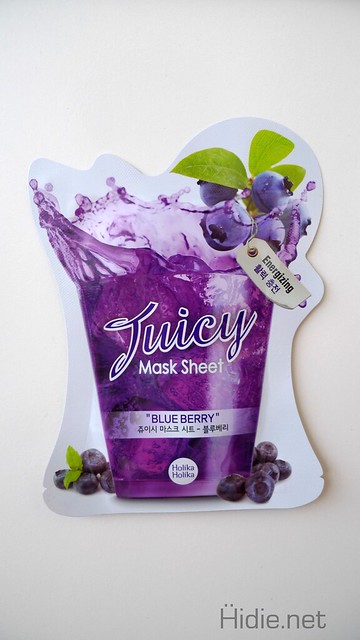 Energizing
활력 충전
Juicy
Mask Sheet
"BLUE BERRY"
쥬이시 마스크 시트 - 블루베리
Holika
Holika
Hidie.net